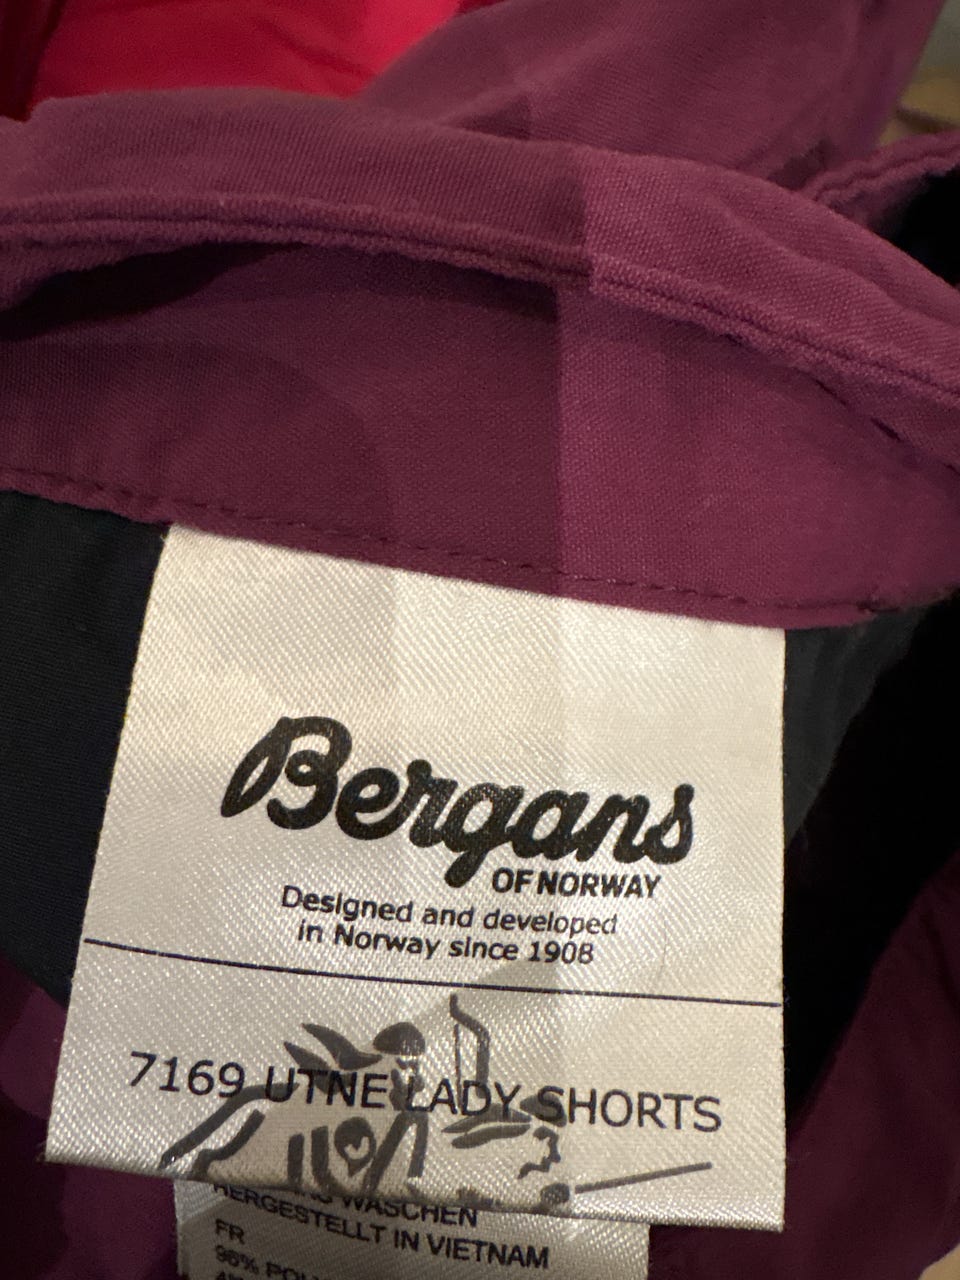 Bergans
OF NORWAY
Designed and developed
in Norway since 1908
7169 UTNE LADY SHORTS
WASCHEN
HERGESTELLT IN VIETNAM
FR
96%